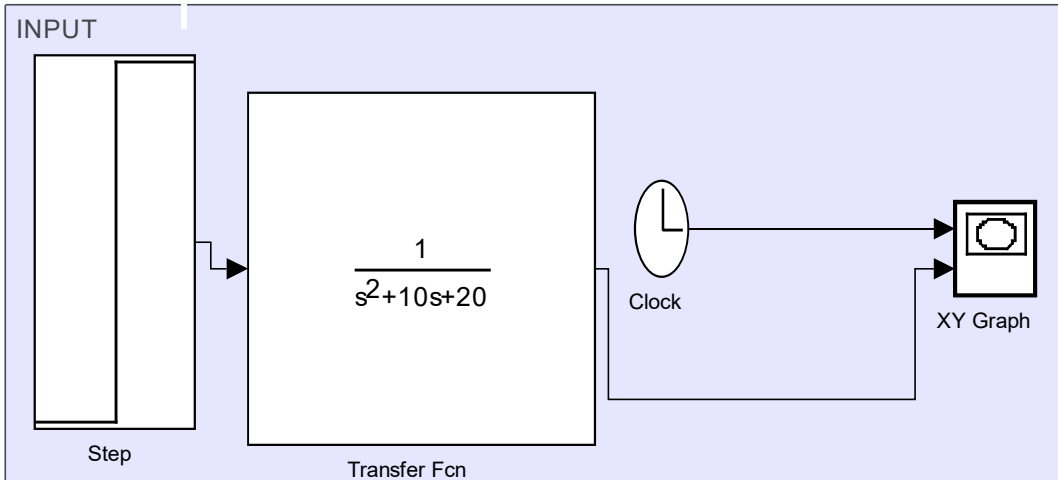 INPUT
1
s²+10s+20
Clock
XY Graph
Step
Transfer Fcn